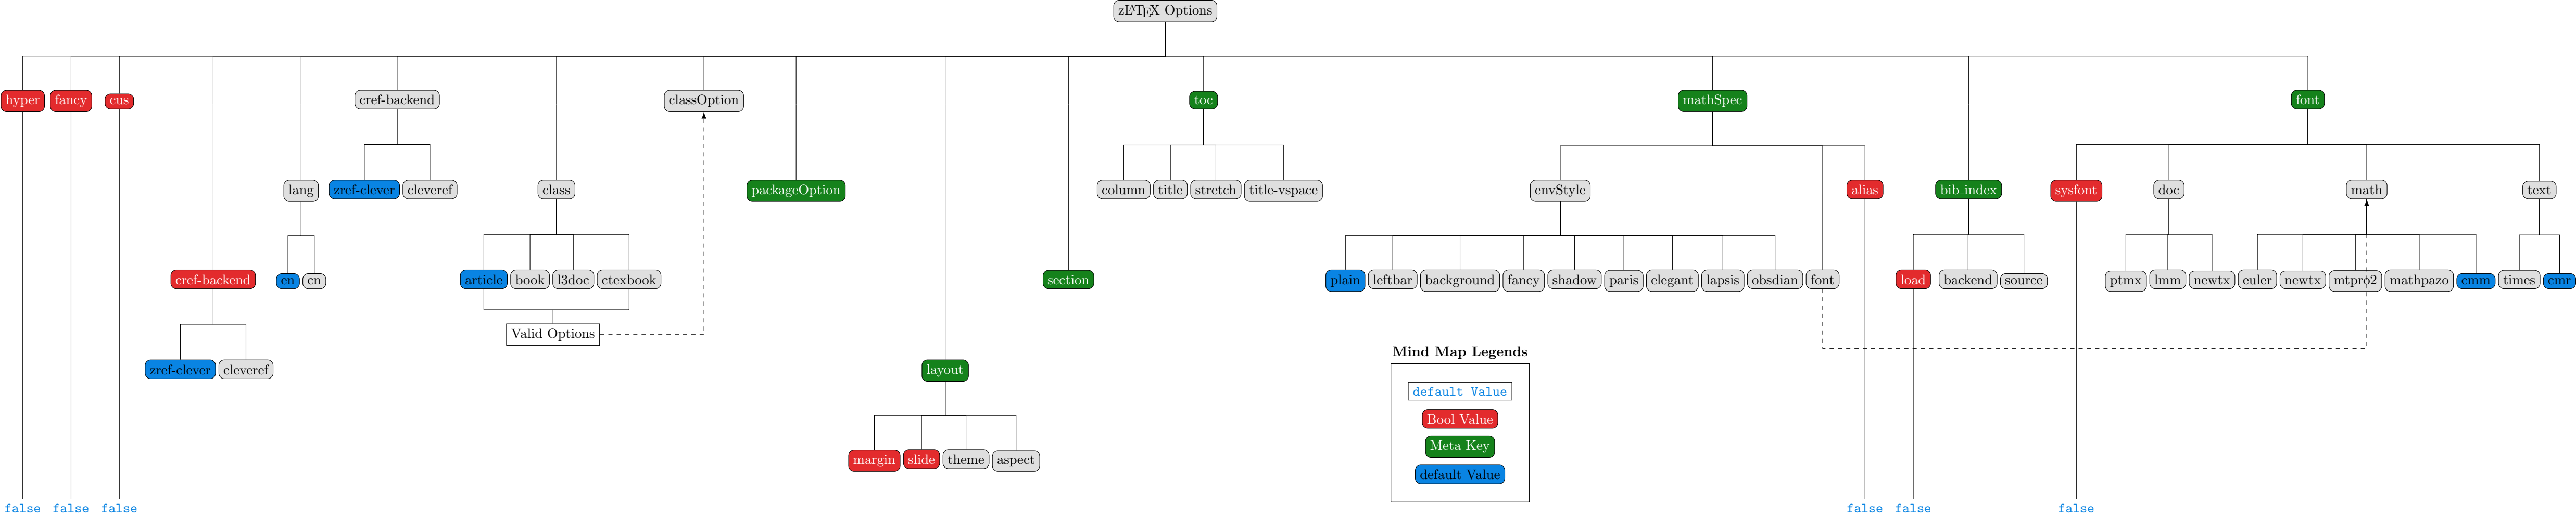 zLATEX Options
hyper fancy cus cref-backend classOption toc mathSpec font
lang zref-clever cleveref class packageOption column title stretch title-vspace envStyle alias bib_index sysfont doc math text
cref-backend en cn article book l3doc ctexbook section plain leftbar background fancy shadow paris elegant lapsis obsdian font load backend source ptmx lmm newtx euler newtx mtpro2 mathpazo cmm times cmr
Valid Options
Mind Map Legends
zref-clever cleveref layout
default Value
Bool Value
Meta Key
margin slide theme aspect
default Value
false false false false false false